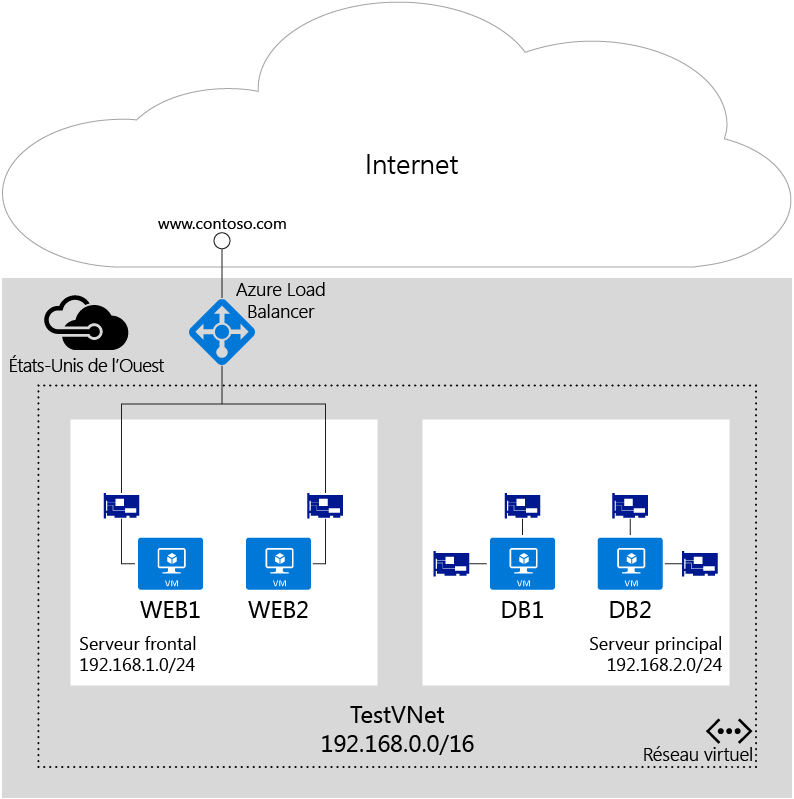 Internet
www.contoso.com
Azure Load
Balancer
États-Unis de l'Ouest
VM
VM
VM
VM
WEB1
WEB2
DB1
DB2
Serveur frontal
192.168.1.0/24
Serveur principal
192.168.2.0/24
TestVNet
192.168.0.0/16
Réseau virtuel